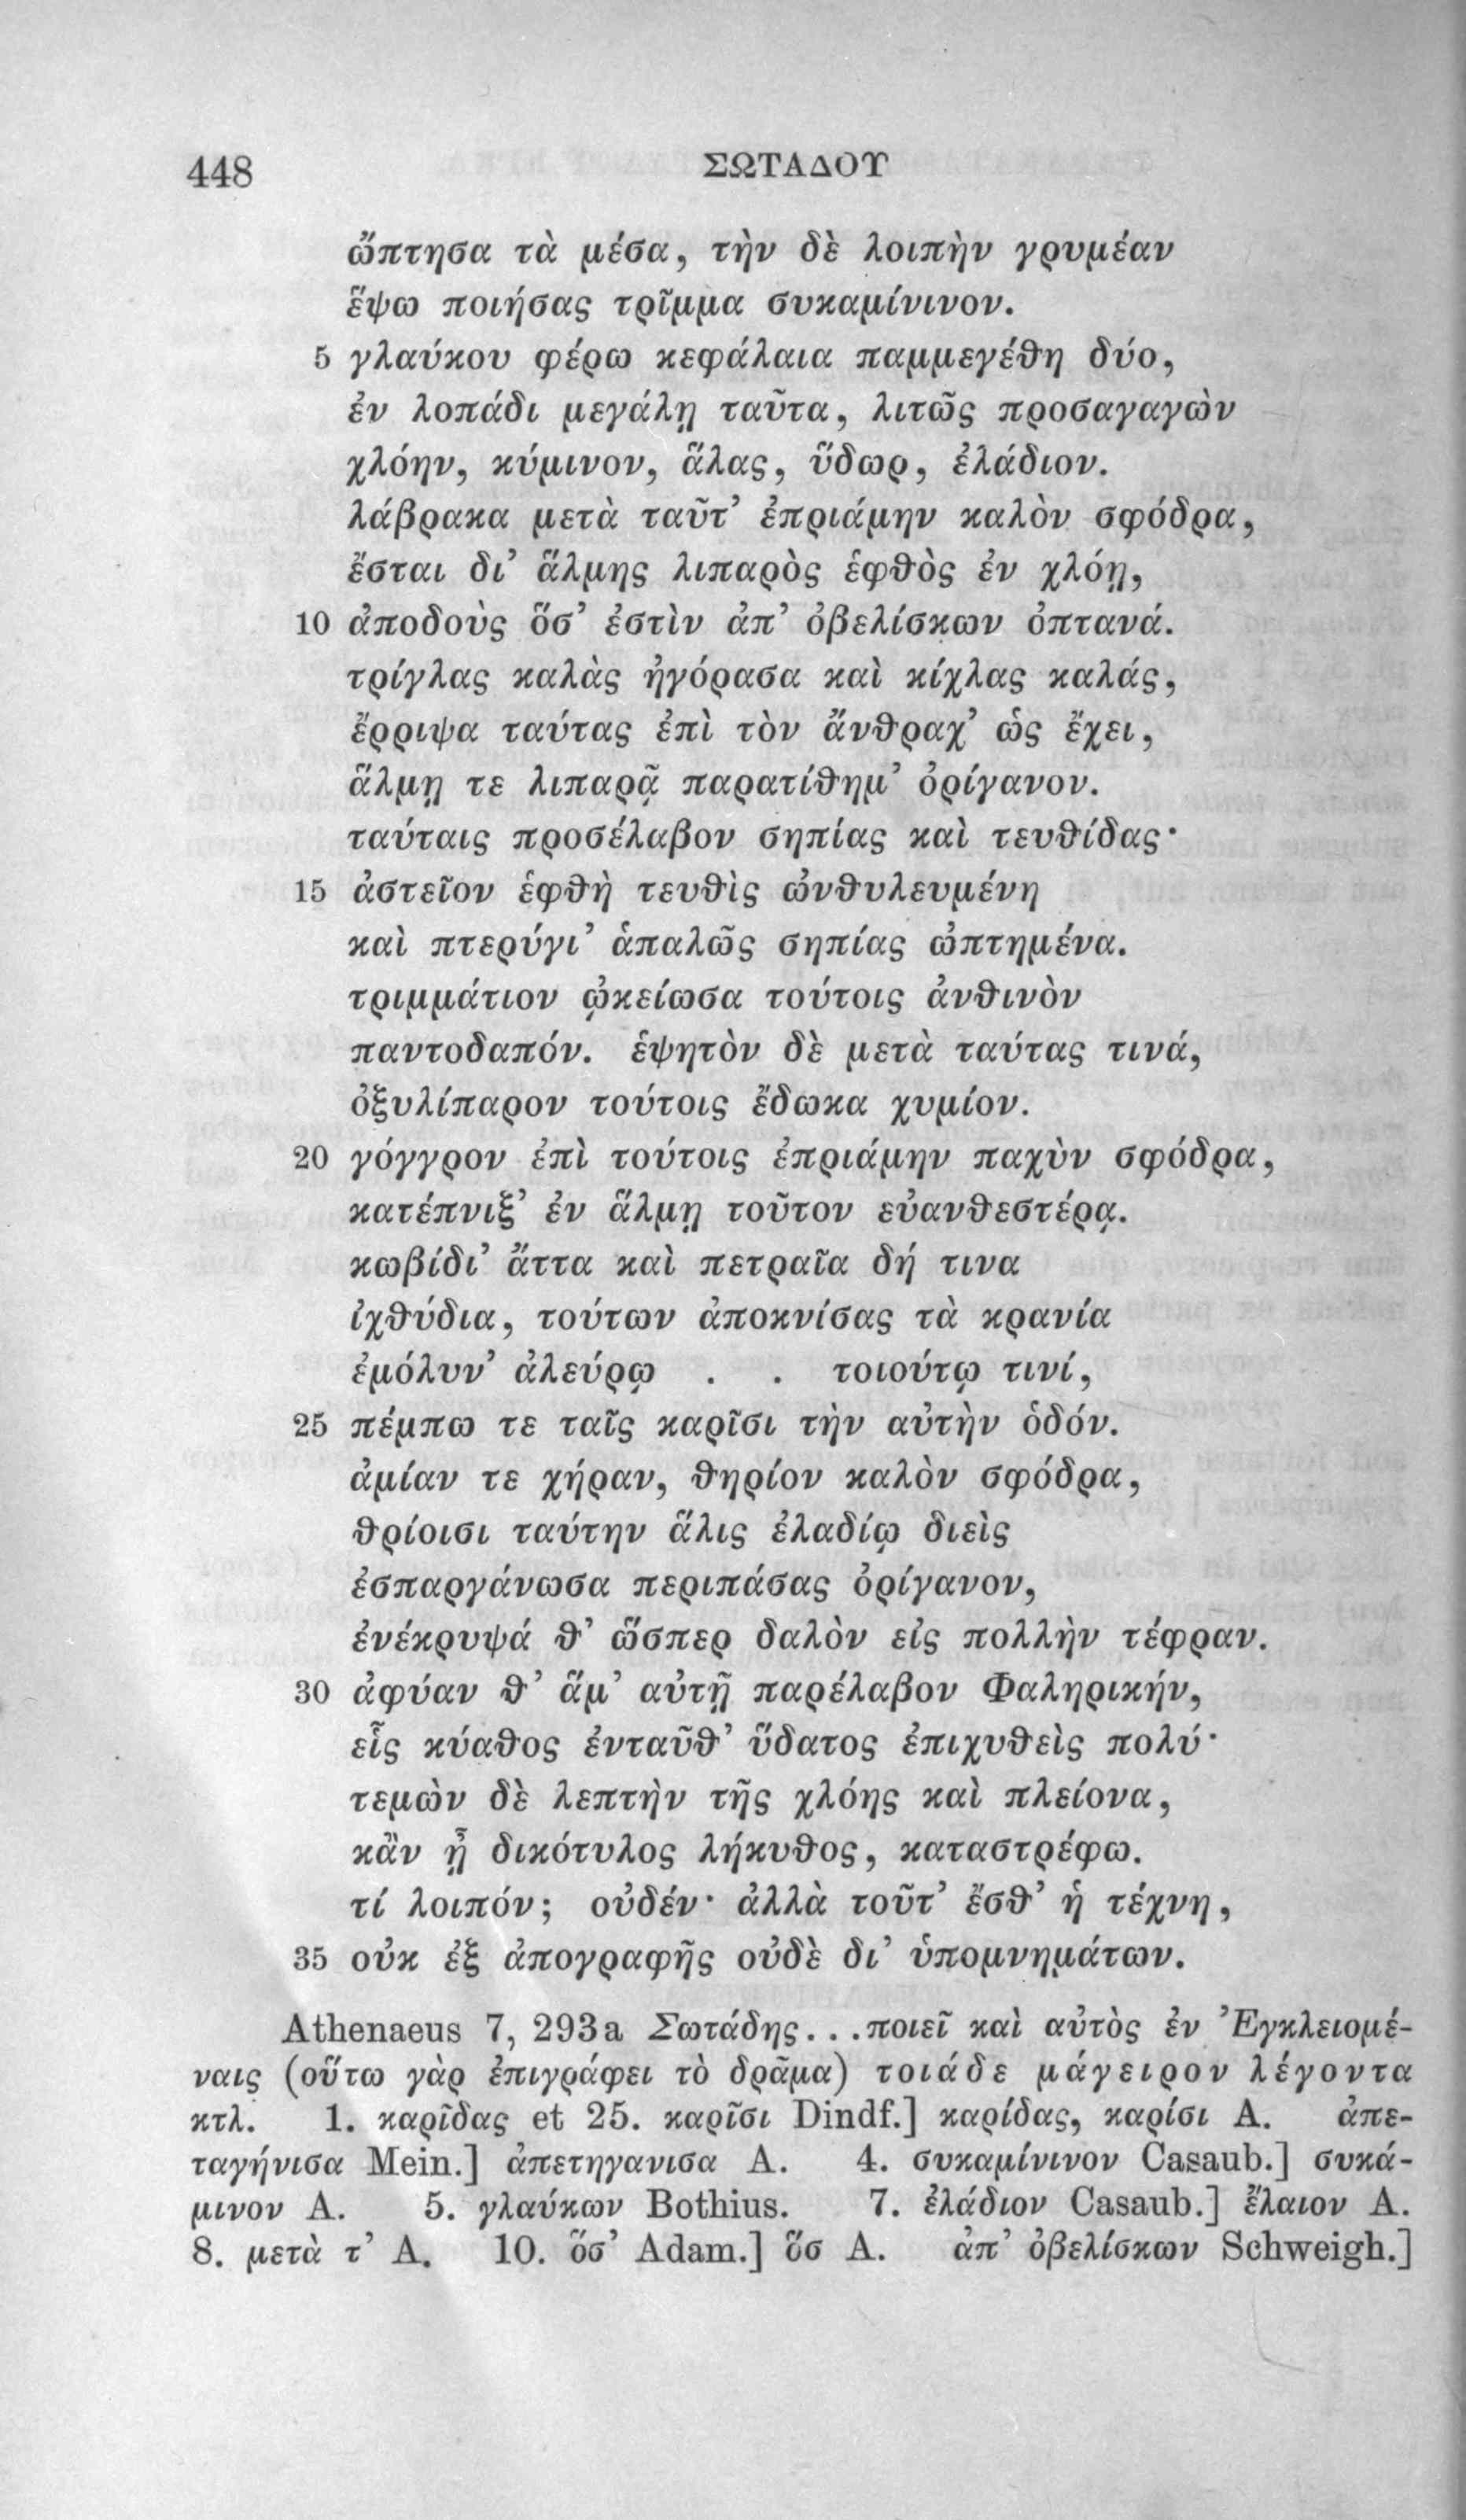 448 ΣΩΤΑΔΟΥ
ὤπτησα τὰ μέσα, τὴν δὲ λοιπὴν γρυμέαν
ἕψω ποιήσας τρῖμμα συκαμίνινον.
5 γλαύκου φέρω κεφάλαια παμμεγέθη δύο,
ἐν λοπάδι μεγάλῃ ταῦτα, λιτῶς προσαγαγὼν
χλόην, κύμινον, ἅλας, ὕδωρ, ἐλάδιον.
λάβρακα μετὰ ταῦτ’ ἐπριάμην καλὸν σφόδρα,
ἔσται δι’ ἅλμης λιπαρὸς ἑφθὸς ἐν χλόῃ,
10 ἀποδοὺς ὅσ’ ἐστὶν ἀπ’ ὀβελίσκων ὀπτανά.
τρίγλας καλὰς ἠγόρασα καὶ κίχλας καλάς,
ἔρριψα ταύτας ἐπὶ τὸν ἄνθραχ’ ὡς ἔχει,
ἅλμῃ τε λιπαρᾷ παρατίθημ’ ὀρίγανον.
ταύταις προσέλαβον σηπίας καὶ τευθίδας·
15 ἀστεῖον ἑφθὴ τευθὶς ὠνθυλευμένη
καὶ πτερύγι’ ἁπαλῶς σηπίας ὠπτημένα.
τριμμάτιον ᾠκείωσα τούτοις ἀνθινὸν
παντοδαπόν. ἑψητὸν δὲ μετὰ ταύτας τινά,
ὀξυλίπαρον τούτοις ἔδωκα χυμίον.
20 γόγγρον ἐπὶ τούτοις ἐπριάμην παχὺν σφόδρα,
κατέπνιξ’ ἐν ἅλμῃ τοῦτον εὐανθεστέρᾳ.
κωβίδι’ ἄττα καὶ πετραῖα δή τινα
ἰχθύδια, τούτων ἀποκνίσας τὰ κρανία
ἐμόλυν’ ἀλεύρῳ . . τοιούτῳ τινί,
25 πέμπω τε ταῖς καρῖσι τὴν αὐτὴν ὁδόν.
ἀμίαν τε χήραν, θηρίον καλὸν σφόδρα,
θρίοισι ταύτην ἅλις ἐλαδίῳ διεὶς
ἐσπαργάνωσα περιπάσας ὀρίγανον,
ἐνέκρυψά θ’ ὥσπερ δαλὸν εἰς πολλὴν τέφραν.
30 ἀφύαν θ’ ἅμ’ αὐτῇ παρέλαβον Φαληρικήν,
εἷς κύαθος ἐνταῦθ’ ὕδατος ἐπιχυθεὶς πολύ·
τεμὼν δὲ λεπτὴν τῆς χλόης καὶ πλείονα,
κἂν ᾖ δικότυλος λήκυθος, καταστρέφω.
τί λοιπόν; οὐδέν· ἀλλὰ τοῦτ’ ἔσθ’ ἡ τέχνη,
35 οὐκ ἐξ ἀπογραφῆς οὐδὲ δι’ ὑπομνημάτων.
Athenaeus 7, 293a Σωτάδης...ποιεῖ καὶ αὐτὸς ἐν Ἐγκλειομέ-
ναις (οὕτω γὰρ ἐπιγράφει τὸ δρᾶμα) τοιάδε μάγειρον λέγοντα
κτλ. 1. καρῖδας et 25. καρῖσι Dindf.] καρίδας, καρίσι A. ἀπε-
ταγήνισα Mein.] ἀπετηγανισα A. 4. συκαμίνινον Casaub.] συκά-
μινον A. 5. γλαύκων Bothius. 7. ἐλάδιον Casaub.] ἔλαιον A.
8. μετὰ τ’ A. 10. ὅσ’ Adam.] ὅσ A. ἀπ’ ὀβελίσκων Schweigh.]